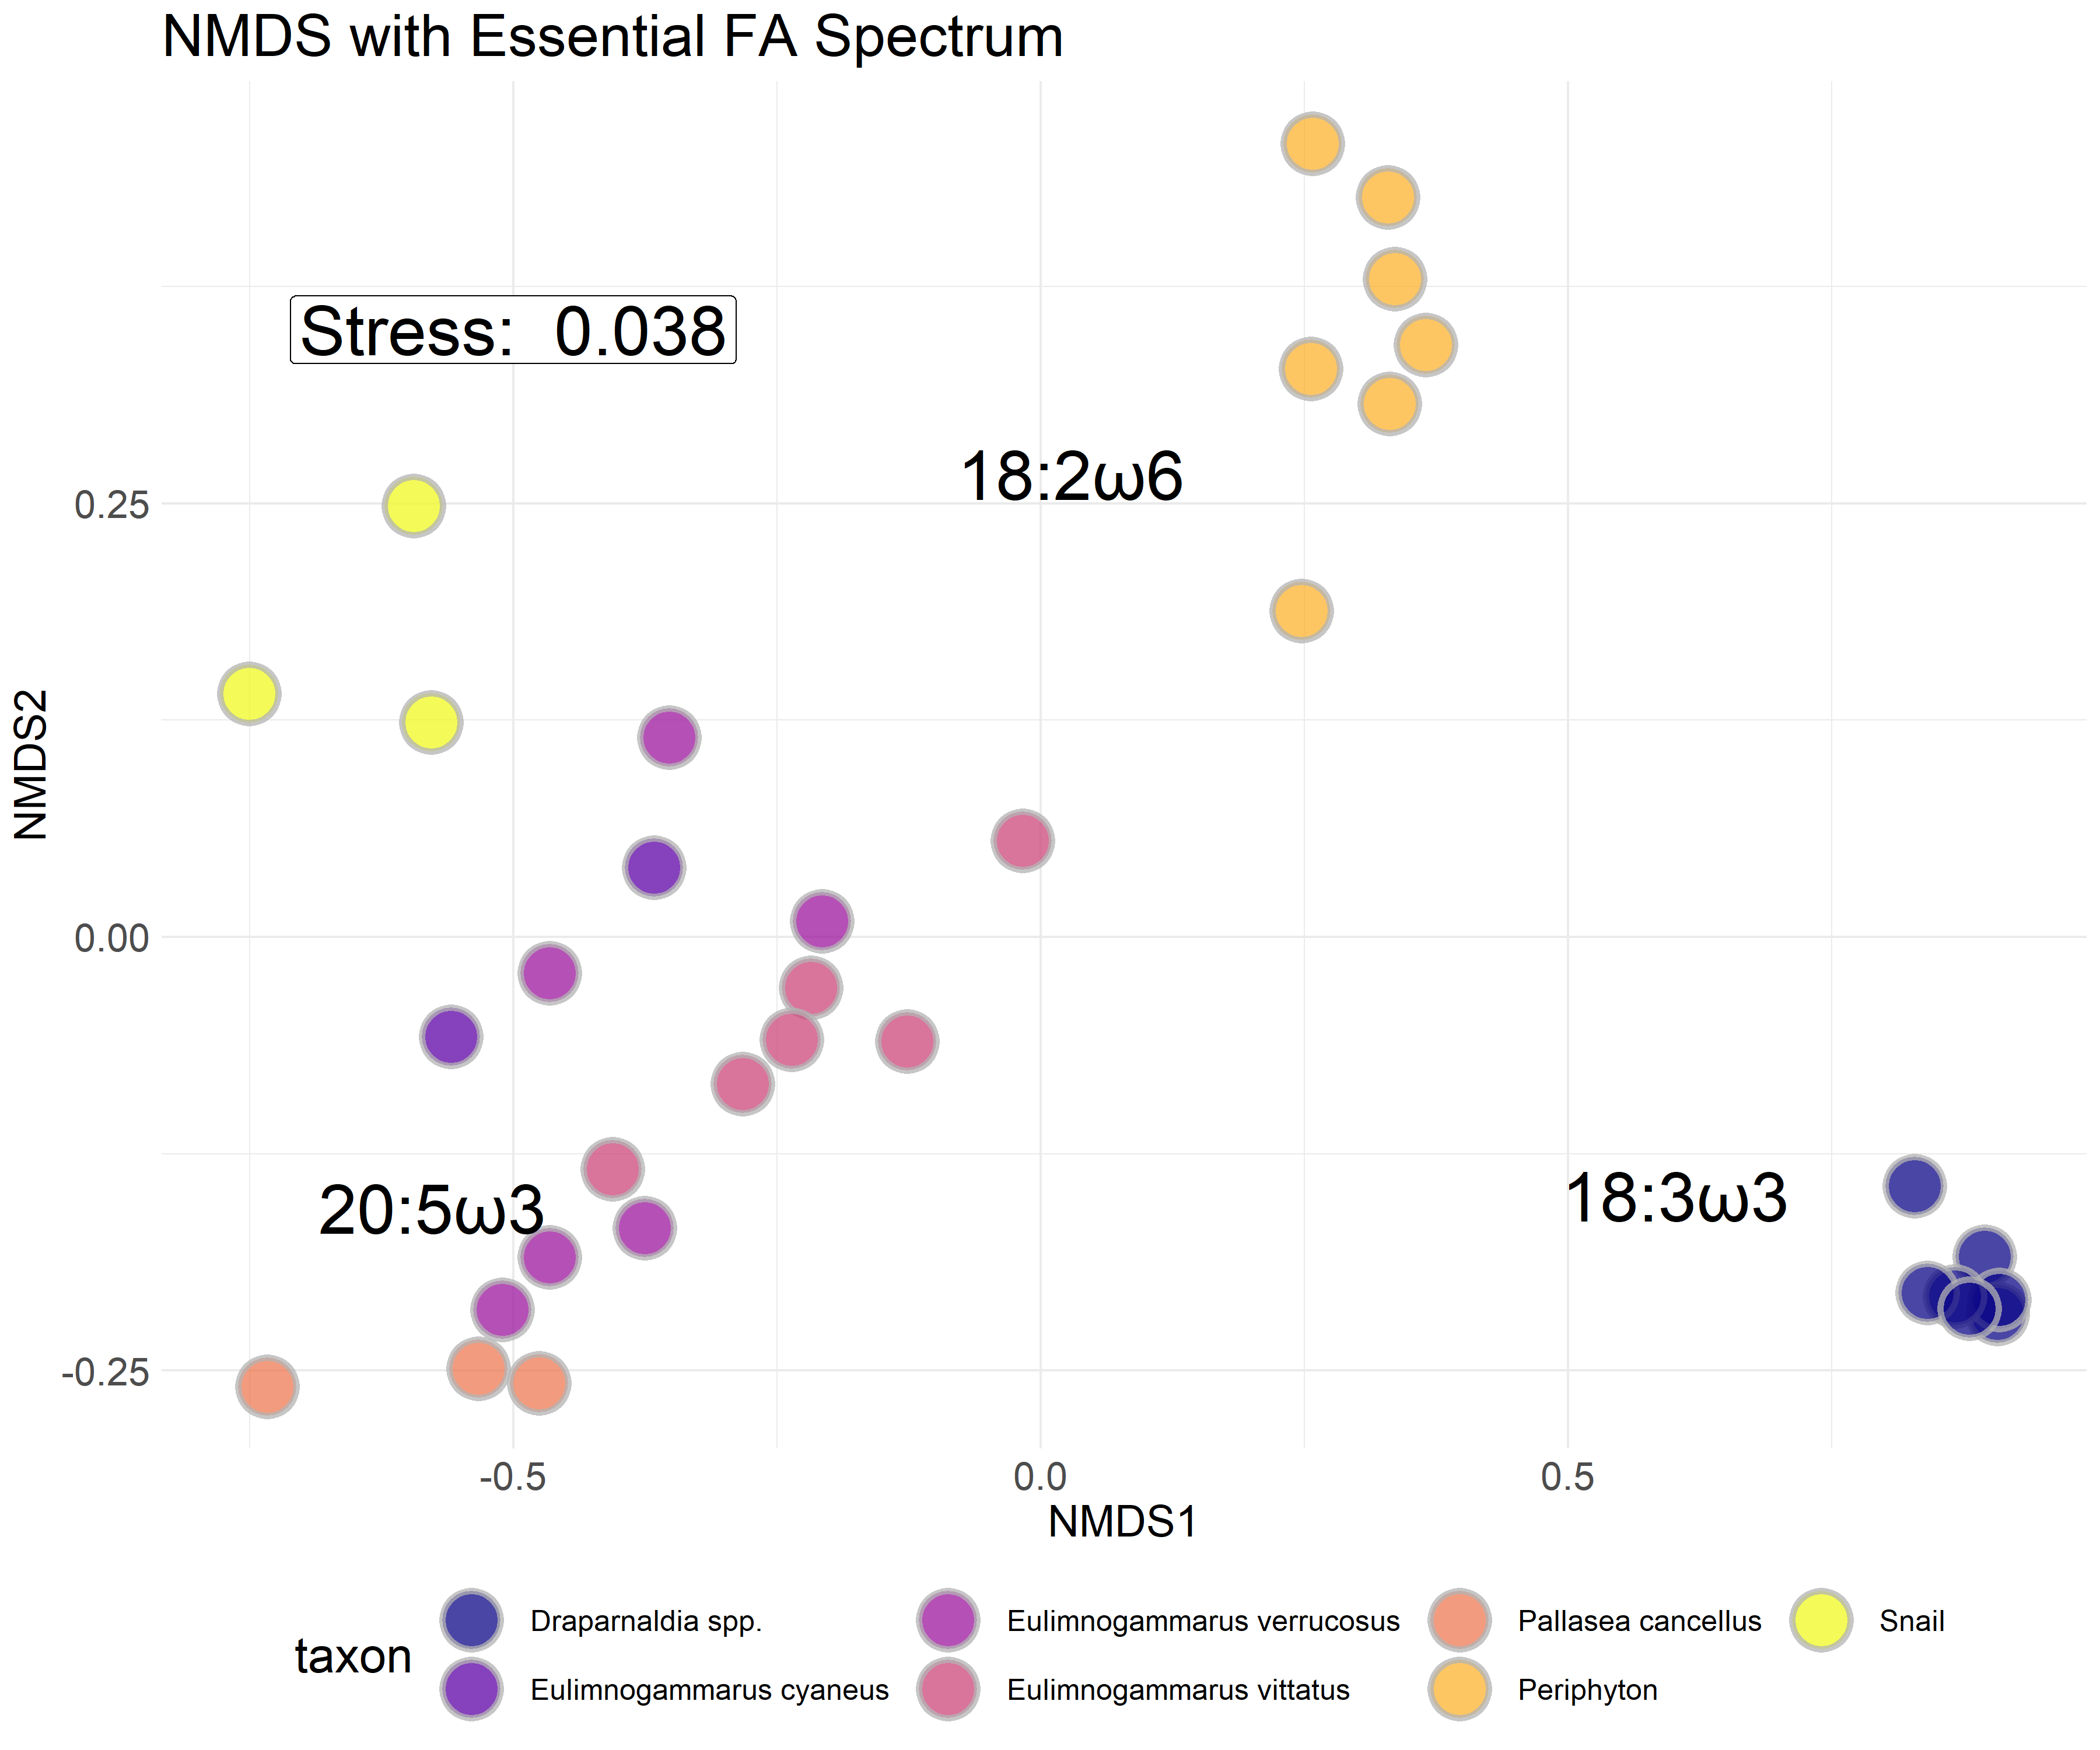 NMDS with Essential FA Spectrum
Stress:  0.038
18:2ω6
20:5ω3
18:3ω3
NMDS2
0.25
0.00
-0.25
-0.5
0.0
0.5
NMDS1
taxon
Draparnaldia spp.
Eulimnogammarus verrucosus
Pallasea cancellus
Snail
Eulimnogammarus cyaneus
Eulimnogammarus vittatus
Periphyton